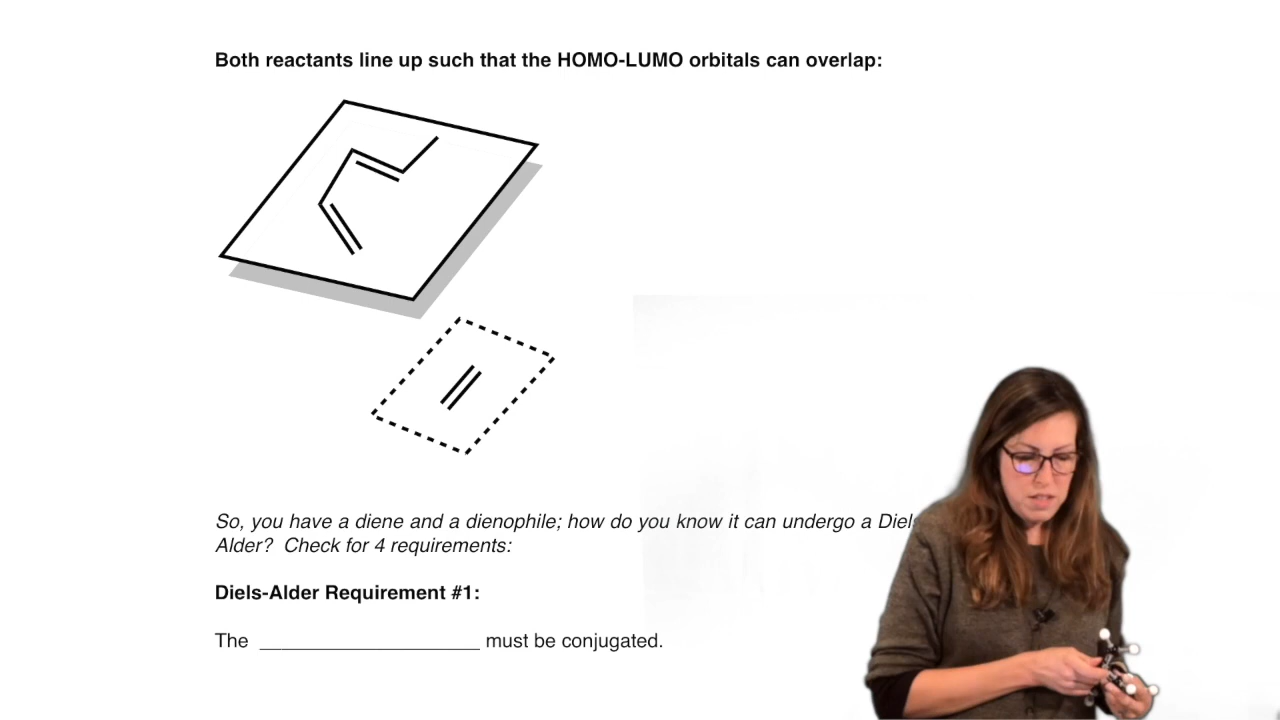 Both reactants line up such that the HOMO-LUMO orbitals can overlap:
So, you have a diene and a dienophile; how do you know it can undergo a
Alder?  Check for 4 requirements:
Diels-Alder Requirement #1:
The ____________________ must be conjugated.